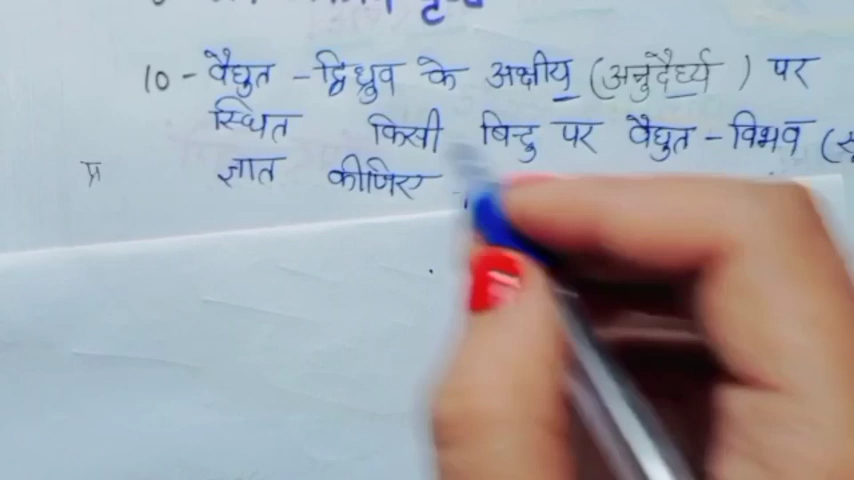 10 - वैद्युत - द्विध्रुव के अक्षीय (अनुदैर्घ्य ) पर
स्थित किसी बिन्दु पर वैद्युत - विभव
ज्ञात कीजिए